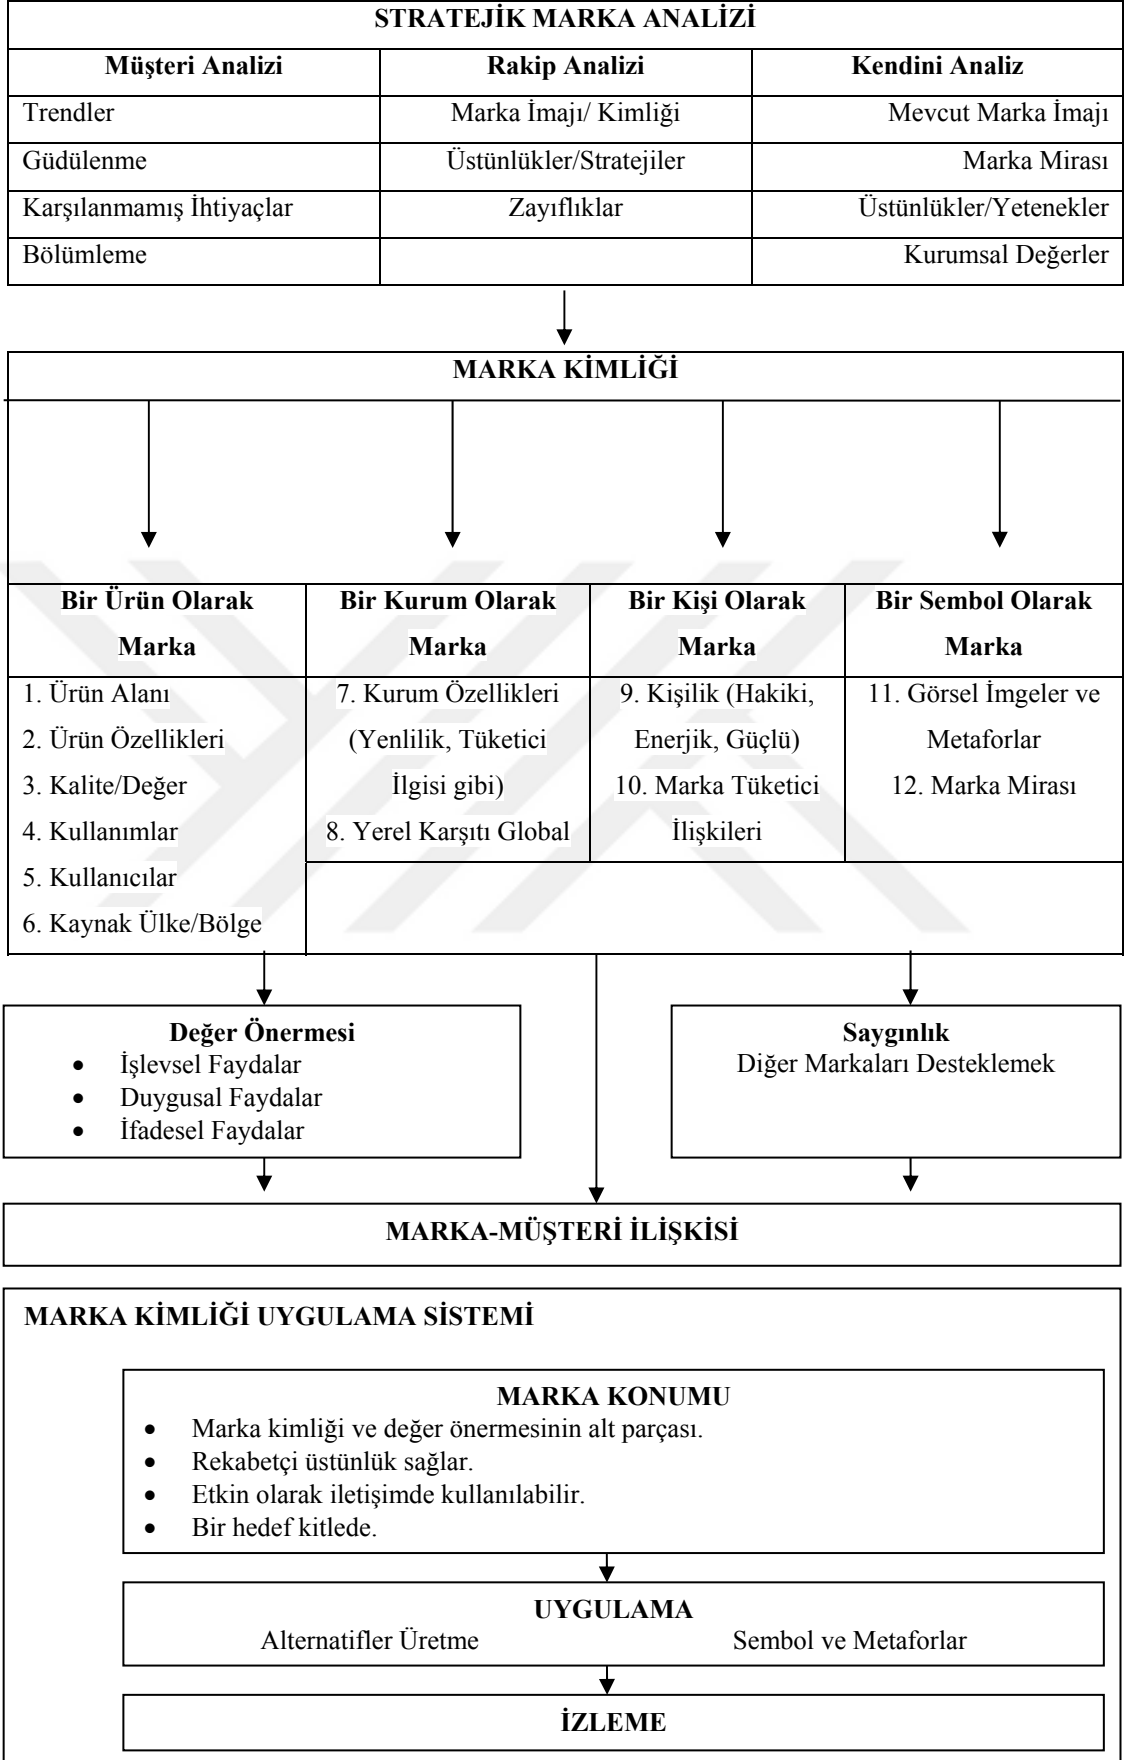 STRATEJİK MARKA ANALİZİ
Müşteri Analizi Rakip Analizi Kendini Analiz
Trendler Marka İmajı/ Kimliği Mevcut Marka İmajı
Güdülenme Üstünlükler/Stratejiler Marka Mirası
Karşılanmamış İhtiyaçlar Zayıflıklar Üstünlükler/Yetenekler
Bölümleme Kurumsal Değerler
MARKA KİMLİĞİ
Bir Ürün Olarak
Marka
Bir Kurum Olarak
Marka
Bir Kişi Olarak
Marka
Bir Sembol Olarak
Marka
1. Ürün Alanı
2. Ürün Özellikleri
3. Kalite/Değer
4. Kullanımlar
5. Kullanıcılar
6. Kaynak Ülke/Bölge
7. Kurum Özellikleri
(Yenlilik, Tüketici
İlgisi gibi)
8. Yerel Karşıtı Global
9. Kişilik (Hakiki,
Enerjik, Güçlü)
10. Marka Tüketici
İlişkileri
11. Görsel İmgeler ve
Metaforlar
12. Marka Mirası
Değer Önermesi
• İşlevsel Faydalar
• Duygusal Faydalar
• İfadesel Faydalar
Saygınlık
Diğer Markaları Desteklemek
MARKA-MÜŞTERİ İLİŞKİSİ
MARKA KİMLİĞİ UYGULAMA SİSTEMİ
MARKA KONUMU
• Marka kimliği ve değer önermesinin alt parçası.
• Rekabetçi üstünlük sağlar.
• Etkin olarak iletişimde kullanılabilir.
• Bir hedef kitlede.
UYGULAMA
Alternatifler Üretme Sembol ve Metaforlar
İZLEME